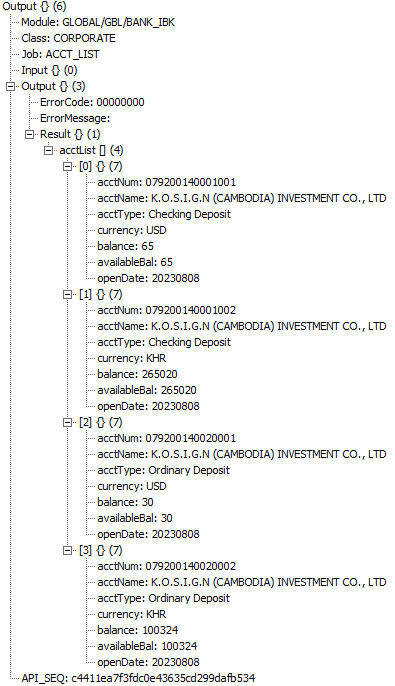 Output {} (6)
Module: GLOBAL/GBL/BANK_IBK
Class: CORPORATE
Job: ACCT_LIST
Input {} (0)
Output {} (3)
ErrorCode: 00000000
ErrorMessage:
Result {} (1)
acctList [] (4)
[0] {} (7)
acctNum: 079200140001001
acctName: K.O.S.I.G.N (CAMBODIA) INVESTMENT CO., LTD
acctType: Checking Deposit
currency: USD
balance: 65
availableBal: 65
openDate: 20230808
[1] {} (7)
acctNum: 079200140001002
acctName: K.O.S.I.G.N (CAMBODIA) INVESTMENT CO., LTD
acctType: Checking Deposit
currency: KHR
balance: 265020
availableBal: 265020
openDate: 20230808
[2] {} (7)
acctNum: 079200140020001
acctName: K.O.S.I.G.N (CAMBODIA) INVESTMENT CO., LTD
acctType: Ordinary Deposit
currency: USD
balance: 30
availableBal: 30
openDate: 20230808
[3] {} (7)
acctNum: 079200140020002
acctName: K.O.S.I.G.N (CAMBODIA) INVESTMENT CO., LTD
acctType: Ordinary Deposit
currency: KHR
balance: 100324
availableBal: 100324
openDate: 20230808
API_SEQ: c4411ea7f3fdc0e43635cd299dafb534